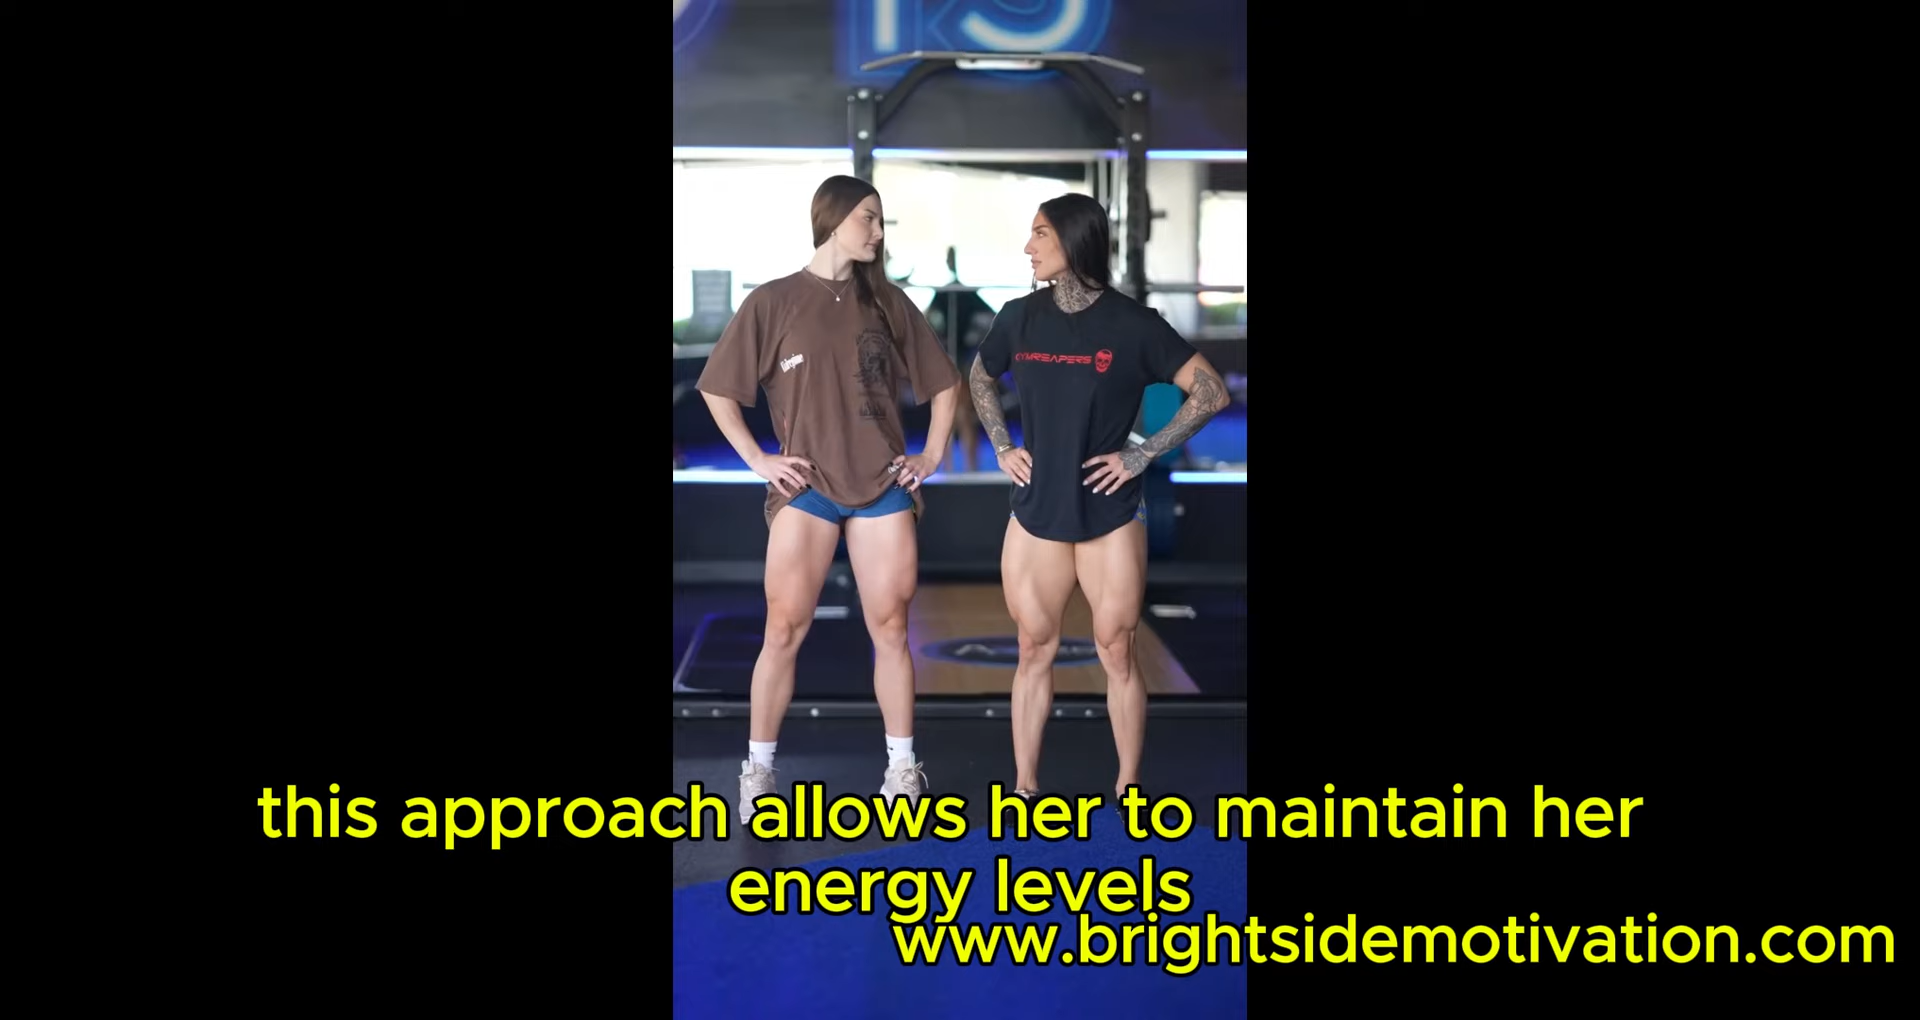 GYMREAPERS
this approach allows her to maintain her
energy levels
www.brightsidemotivation.com